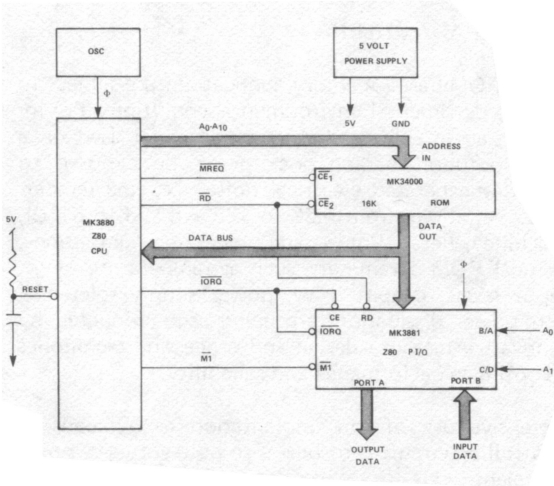 OSC
5 VOLT
POWER SUPPLY
Φ
5V
GND
A0-A10
ADDRESS
IN
MREQ
CE1
MK34000
RD
CE2
16K
ROM
MK3880
Z80
CPU
DATA
OUT
DATA BUS
5V
RESET
IORQ
Φ
CE
RD
IORQ
MK3881
B/A
A0
Z80 PI/O
C/D
A1
M1
M1
PORT A
PORT B
OUTPUT
DATA
INPUT
DATA